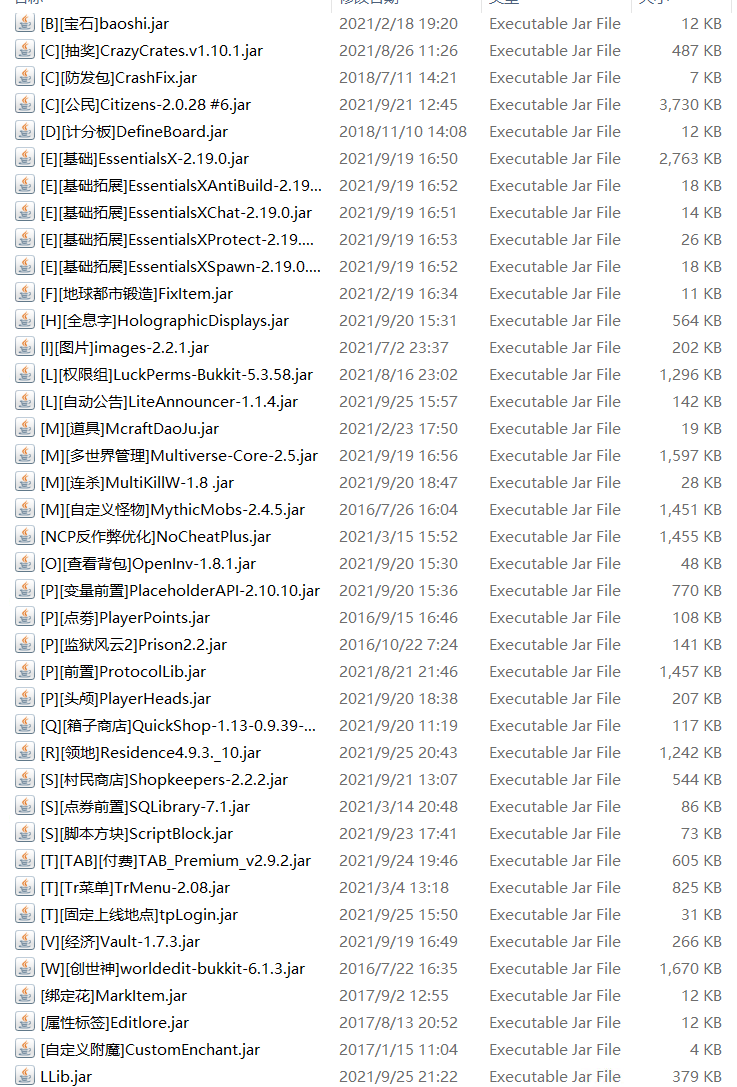 [B][宝石]baoshi.jar 2021/2/18 19:20 Executable Jar File 12 KB
[C][抽奖]CrazyCrates.v1.10.1.jar 2021/8/26 11:26 Executable Jar File 487 KB
[C][防发包]CrashFix.jar 2018/7/11 14:21 Executable Jar File 7 KB
[C][公民]Citizens-2.0.28 #6.jar 2021/9/21 12:45 Executable Jar File 3,730 KB
[D][计分板]DefineBoard.jar 2018/11/10 14:08 Executable Jar File 12 KB
[E][基础]EssentialsX-2.19.0.jar 2021/9/19 16:50 Executable Jar File 2,763 KB
[E][基础拓展]EssentialsXAntiBuild-2.19... 2021/9/19 16:52 Executable Jar File 18 KB
[E][基础拓展]EssentialsXChat-2.19.0.jar 2021/9/19 16:51 Executable Jar File 14 KB
[E][基础拓展]EssentialsXProtect-2.19.... 2021/9/19 16:53 Executable Jar File 26 KB
[E][基础拓展]EssentialsXSpawn-2.19.0.... 2021/9/19 16:52 Executable Jar File 18 KB
[F][地球都市锻造]FixItem.jar 2021/2/19 16:34 Executable Jar File 11 KB
[H][全息字]HolographicDisplays.jar 2021/9/20 15:31 Executable Jar File 564 KB
[I][图片]images-2.2.1.jar 2021/7/2 23:37 Executable Jar File 202 KB
[L][权限组]LuckPerms-Bukkit-5.3.58.jar 2021/8/16 23:02 Executable Jar File 1,296 KB
[L][自动公告]LiteAnnouncer-1.1.4.jar 2021/9/25 15:57 Executable Jar File 142 KB
[M][道具]McraftDaoJu.jar 2021/2/23 17:50 Executable Jar File 19 KB
[M][多世界管理]Multiverse-Core-2.5.jar 2021/9/19 16:56 Executable Jar File 1,597 KB
[M][连杀]MultiKillW-1.8 .jar 2021/9/20 18:47 Executable Jar File 28 KB
[M][自定义怪物]MythicMobs-2.4.5.jar 2016/7/26 16:04 Executable Jar File 1,451 KB
[NCP反作弊优化]NoCheatPlus.jar 2021/3/15 15:52 Executable Jar File 1,455 KB
[O][查看背包]OpenInv-1.8.1.jar 2021/9/20 15:30 Executable Jar File 48 KB
[P][变量前置]PlaceholderAPI-2.10.10.jar 2021/9/20 15:36 Executable Jar File 770 KB
[P][点劵]PlayerPoints.jar 2016/9/15 16:46 Executable Jar File 108 KB
[P][监狱风云2]Prison2.2.jar 2016/10/22 7:24 Executable Jar File 141 KB
[P][前置]ProtocolLib.jar 2021/8/21 21:46 Executable Jar File 1,457 KB
[P][头颅]PlayerHeads.jar 2021/9/20 18:38 Executable Jar File 207 KB
[Q][箱子商店]QuickShop-1.13-0.9.39-... 2021/9/20 11:19 Executable Jar File 117 KB
[R][领地]Residence4.9.3._10.jar 2021/9/25 20:43 Executable Jar File 1,242 KB
[S][村民商店]Shopkeepers-2.2.2.jar 2021/9/21 13:07 Executable Jar File 544 KB
[S][点券前置]SQLibrary-7.1.jar 2021/3/14 20:48 Executable Jar File 86 KB
[S][脚本方块]ScriptBlock.jar 2021/9/23 17:41 Executable Jar File 73 KB
[T][TAB][付费]TAB_Premium_v2.9.2.jar 2021/9/24 19:46 Executable Jar File 605 KB
[T][Tr菜单]TrMenu-2.08.jar 2021/3/4 13:18 Executable Jar File 825 KB
[T][固定上线地点]tpLogin.jar 2021/9/25 15:50 Executable Jar File 31 KB
[V][经济]Vault-1.7.3.jar 2021/9/19 16:49 Executable Jar File 266 KB
[W][创世神]worldedit-bukkit-6.1.3.jar 2016/7/22 16:35 Executable Jar File 1,670 KB
[绑定花]MarkItem.jar 2017/9/2 12:55 Executable Jar File 12 KB
[属性标签]Editlore.jar 2017/8/13 20:52 Executable Jar File 12 KB
[自定义附魔]CustomEnchant.jar 2017/1/15 11:04 Executable Jar File 4 KB
LLib.jar 2021/9/25 21:22 Executable Jar File 379 KB